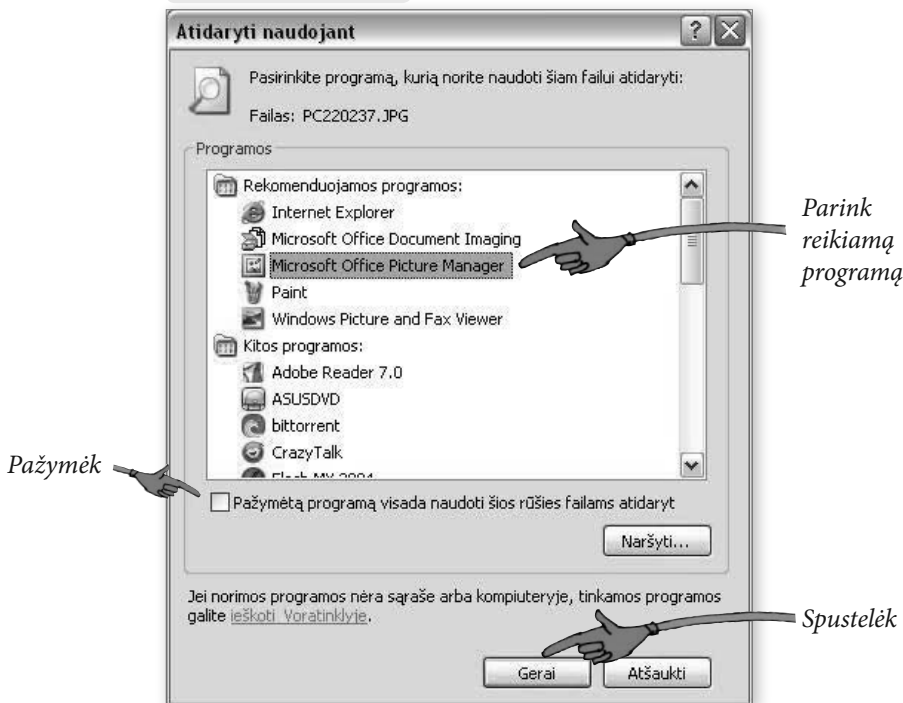 Atidaryti naudojant
Pasirinkite programą, kurią norite naudoti šiam failui atidaryti:
Failas: PC220237.JPG
Programos
Rekomenduojamos programos:
Internet Explorer
Microsoft Office Document Imaging
Microsoft Office Picture Manager
Paint
Windows Picture and Fax Viewer
Kitos programos:
Adobe Reader 7.0
ASUSDVD
bittorrent
CrazyTalk
Flash MX 2004
Parink
reikiamą
programą
Pažymėk
Pažymėtą programą visada naudoti šios rūšies failams atidaryt
Naršyti...
Jei norimos programos nėra sąraše arba kompiuteryje, tinkamos programos
galite ieškoti Voratinklyje.
Spustelėk
Gerai
Atšaukti